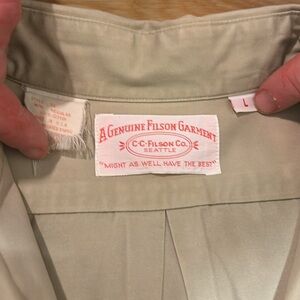 A GENUINE FILSON GARMENT
C·C·FILSON CO.
SEATTLE
"MIGHT AS WELL HAVE THE BEST"
L